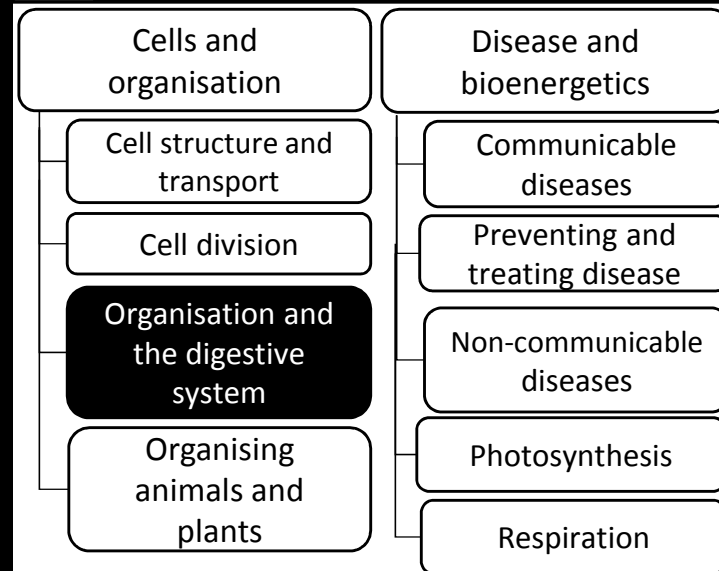 Cells and
organisation
Cell structure and
transport
Cell division
Organisation and
the digestive
system
Organising
animals and
plants
Disease and
bioenergetics
Communicable
diseases
Preventing and
treating disease
Non-communicable
diseases
Photosynthesis
Respiration